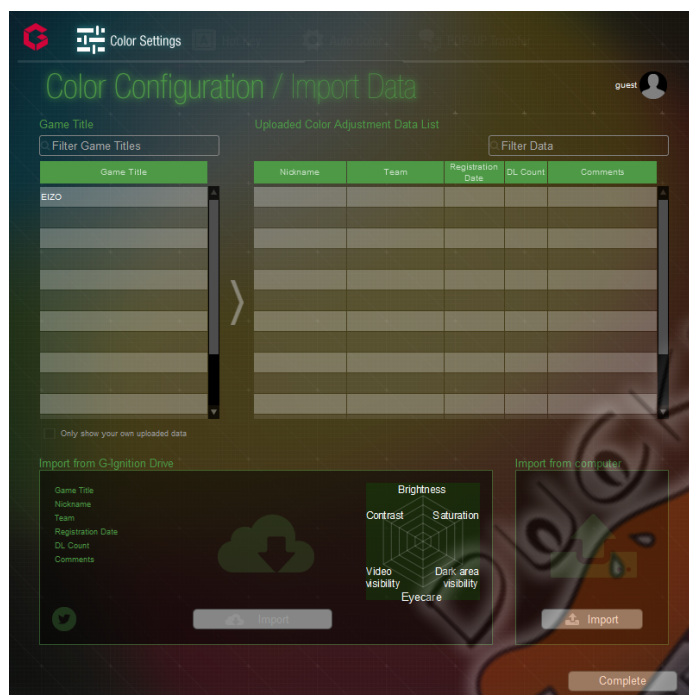 Color Settings
Color Configuration / Import Data
guest
Game Title
Uploaded Color Adjustment Data List
Filter Game Titles
Filter Data
Game Title
Nickname
Team
Registration
Date
DL Count
Comments
EIZO
Only show your own uploaded data
Import from G-Ignition Drive
Import from computer
Game Title
Nickname
Team
Registration Date
DL Count
Comments
Brightness
Contrast
Saturation
Video
visibility
Dark area
visibility
Eyecare
Import
Import
Complete